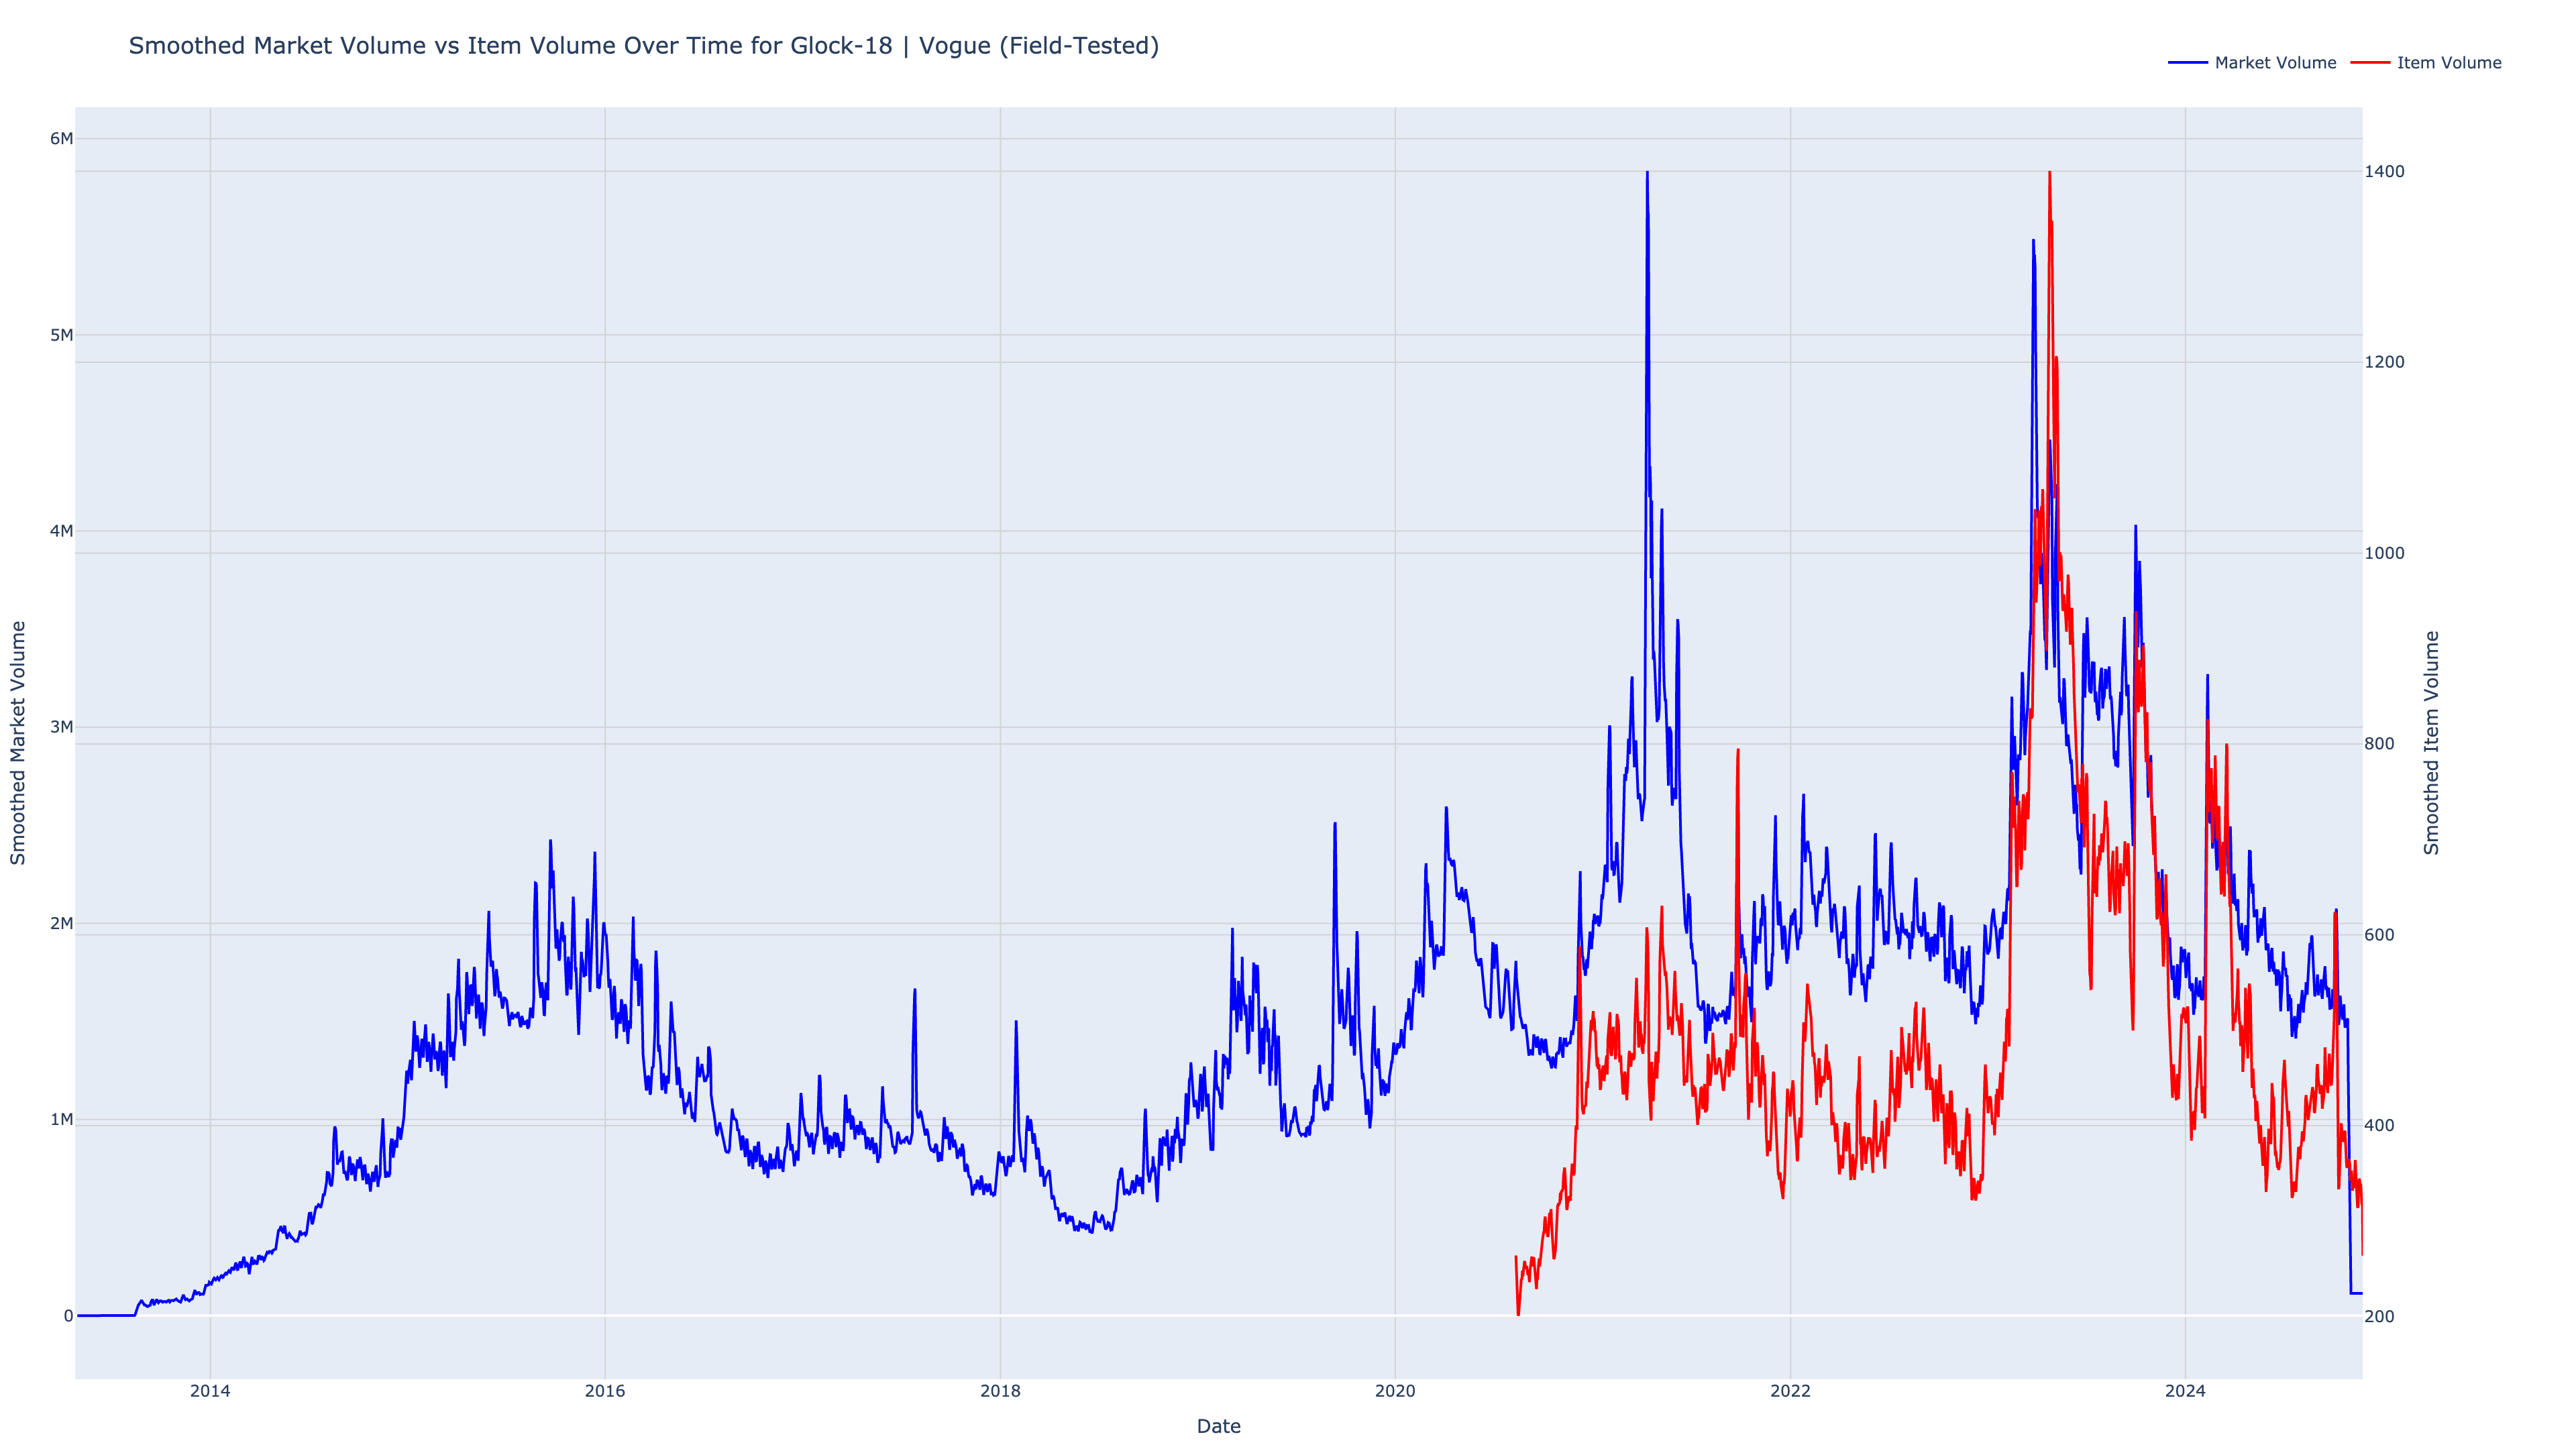 Smoothed Market Volume vs Item Volume Over Time for Glock-18 | Vogue (Field-Tested)
Market Volume
Item Volume
6M
5M
4M
3M
2M
1M
0
Smoothed Market Volume
1400
1200
1000
800
600
400
200
Smoothed Item Volume
2014
2016
2018
2020
2022
2024
Date